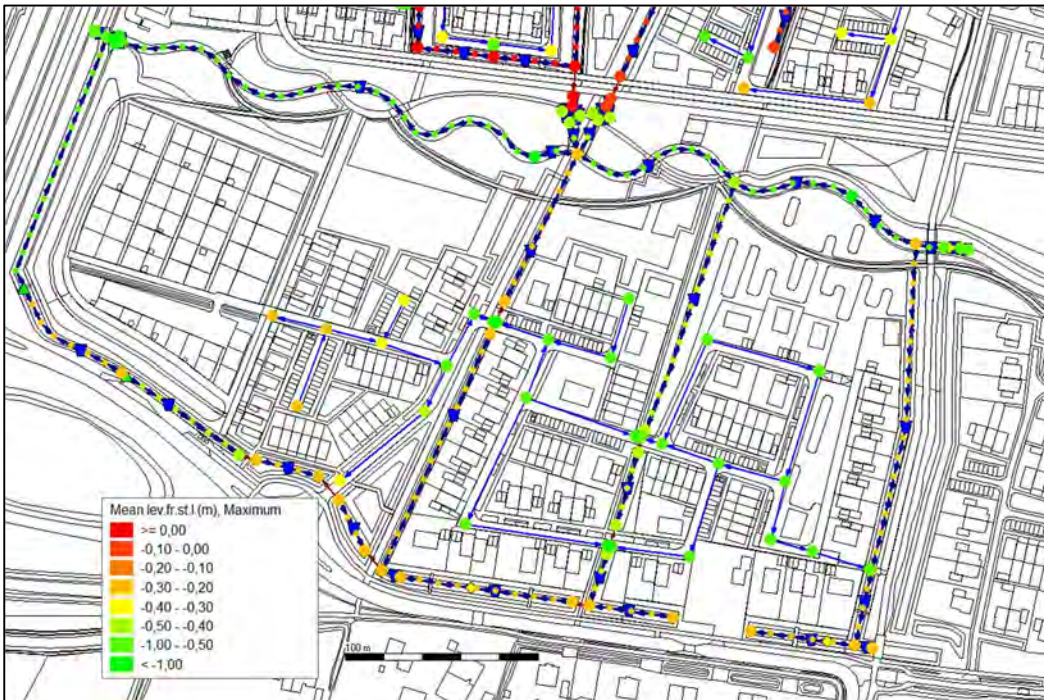 Mean lev.fr.st.l (m), Maximum
>= 0,00
-0,10 - 0,00
-0,20 - -0,10
-0,30 - -0,20
-0,40 - -0,30
-0,50 - -0,40
-1,00 - -0,50
< -1,00
100 m